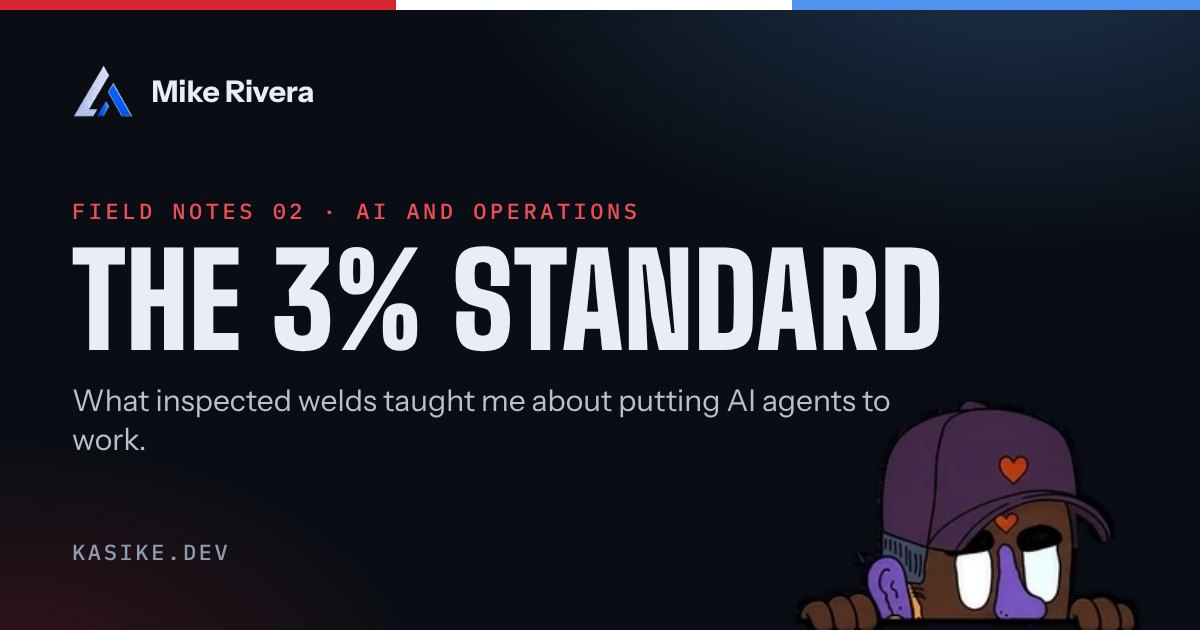 Mike Rivera
FIELD NOTES 02 · AI AND OPERATIONS
THE 3% STANDARD
What inspected welds taught me about putting AI agents to
work.
KASIKE.DEV